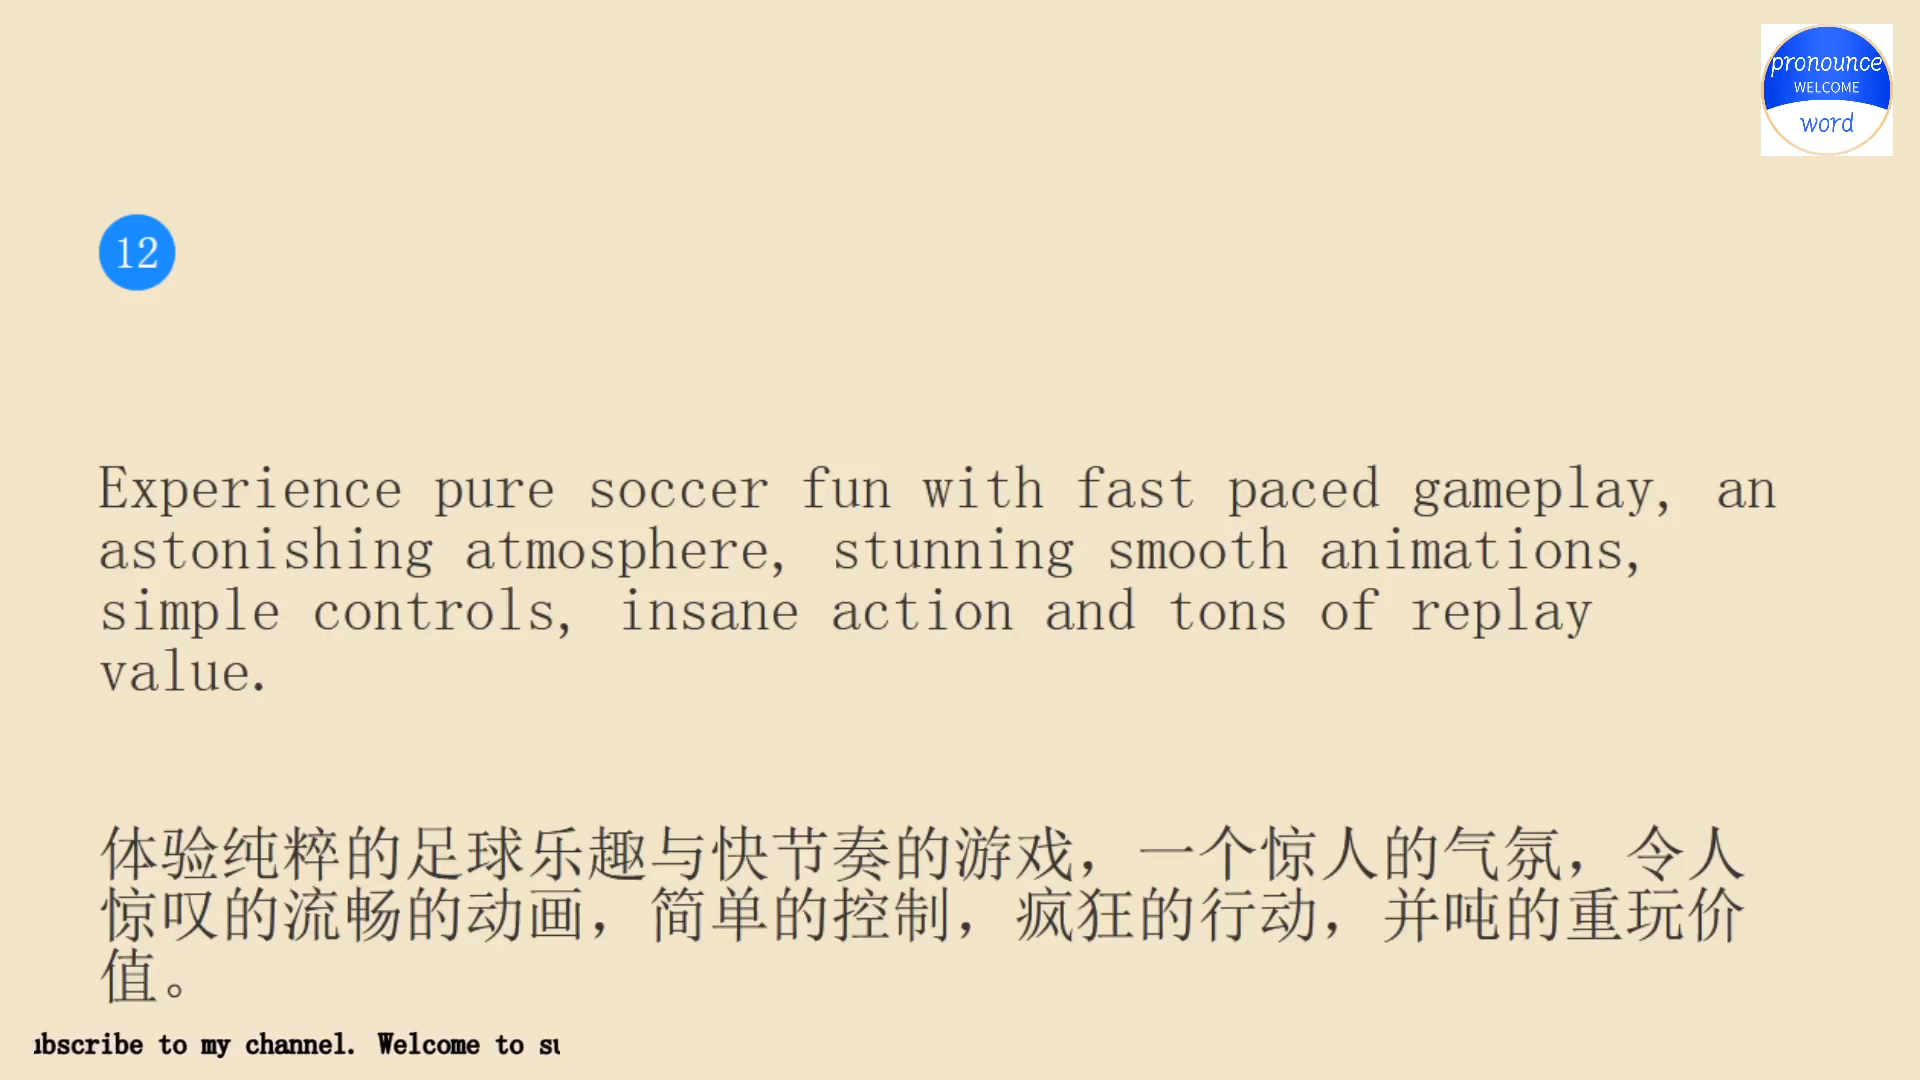 pronounce
WELCOME
word
12
Experience pure soccer fun with fast paced gameplay, an
astonishing atmosphere, stunning smooth animations,
simple controls, insane action and tons of replay
value.
体验纯粹的足球乐趣与快节奏的游戏，一个惊人的气氛，令人
惊叹的流畅的动画，简单的控制，疯狂的行动，并吨的重玩价
值。
ubscribe to my channel. Welcome to su